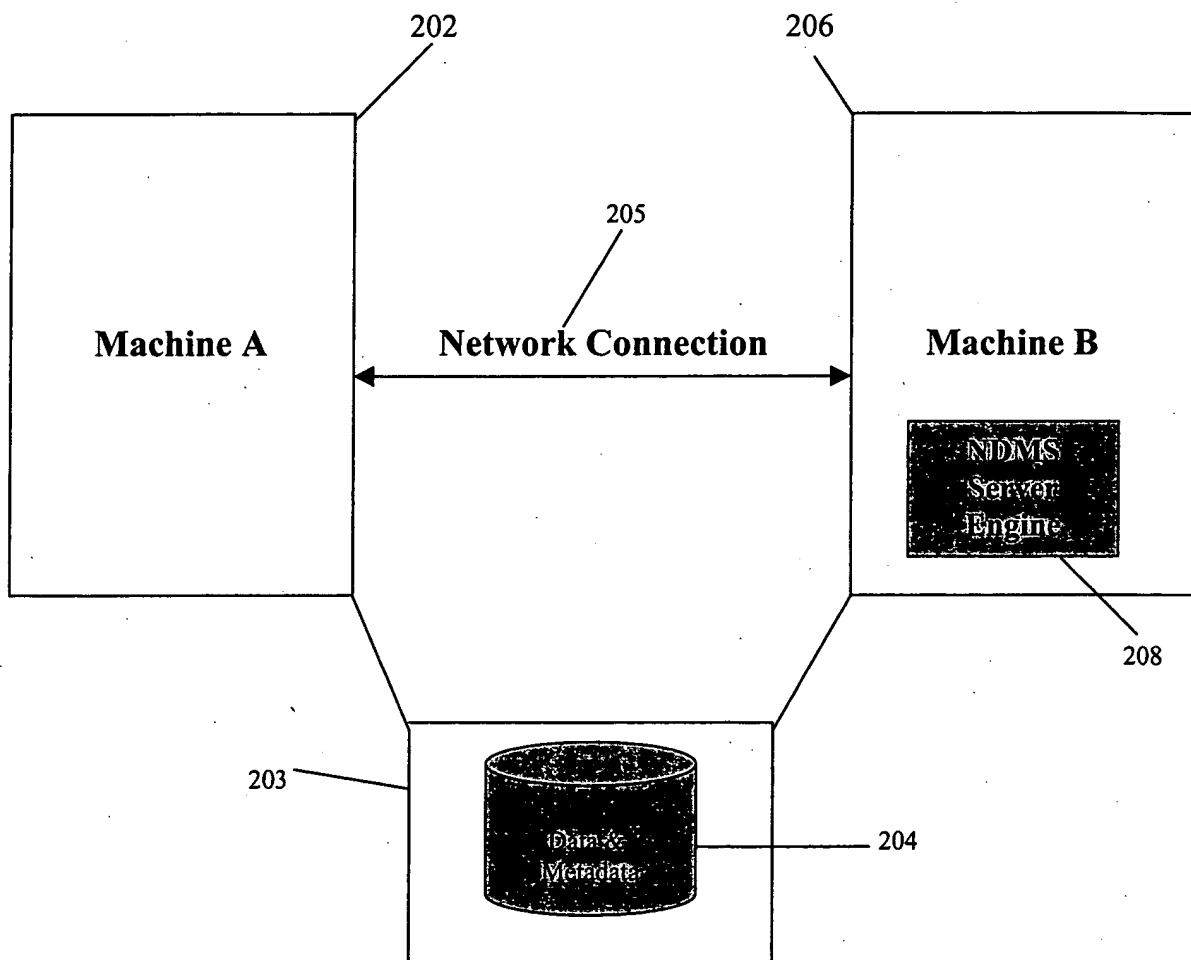 202
206
205
Machine A
Network Connection
Machine B
NDMS
Server
Engine
208
203
Data &
Metadata
204